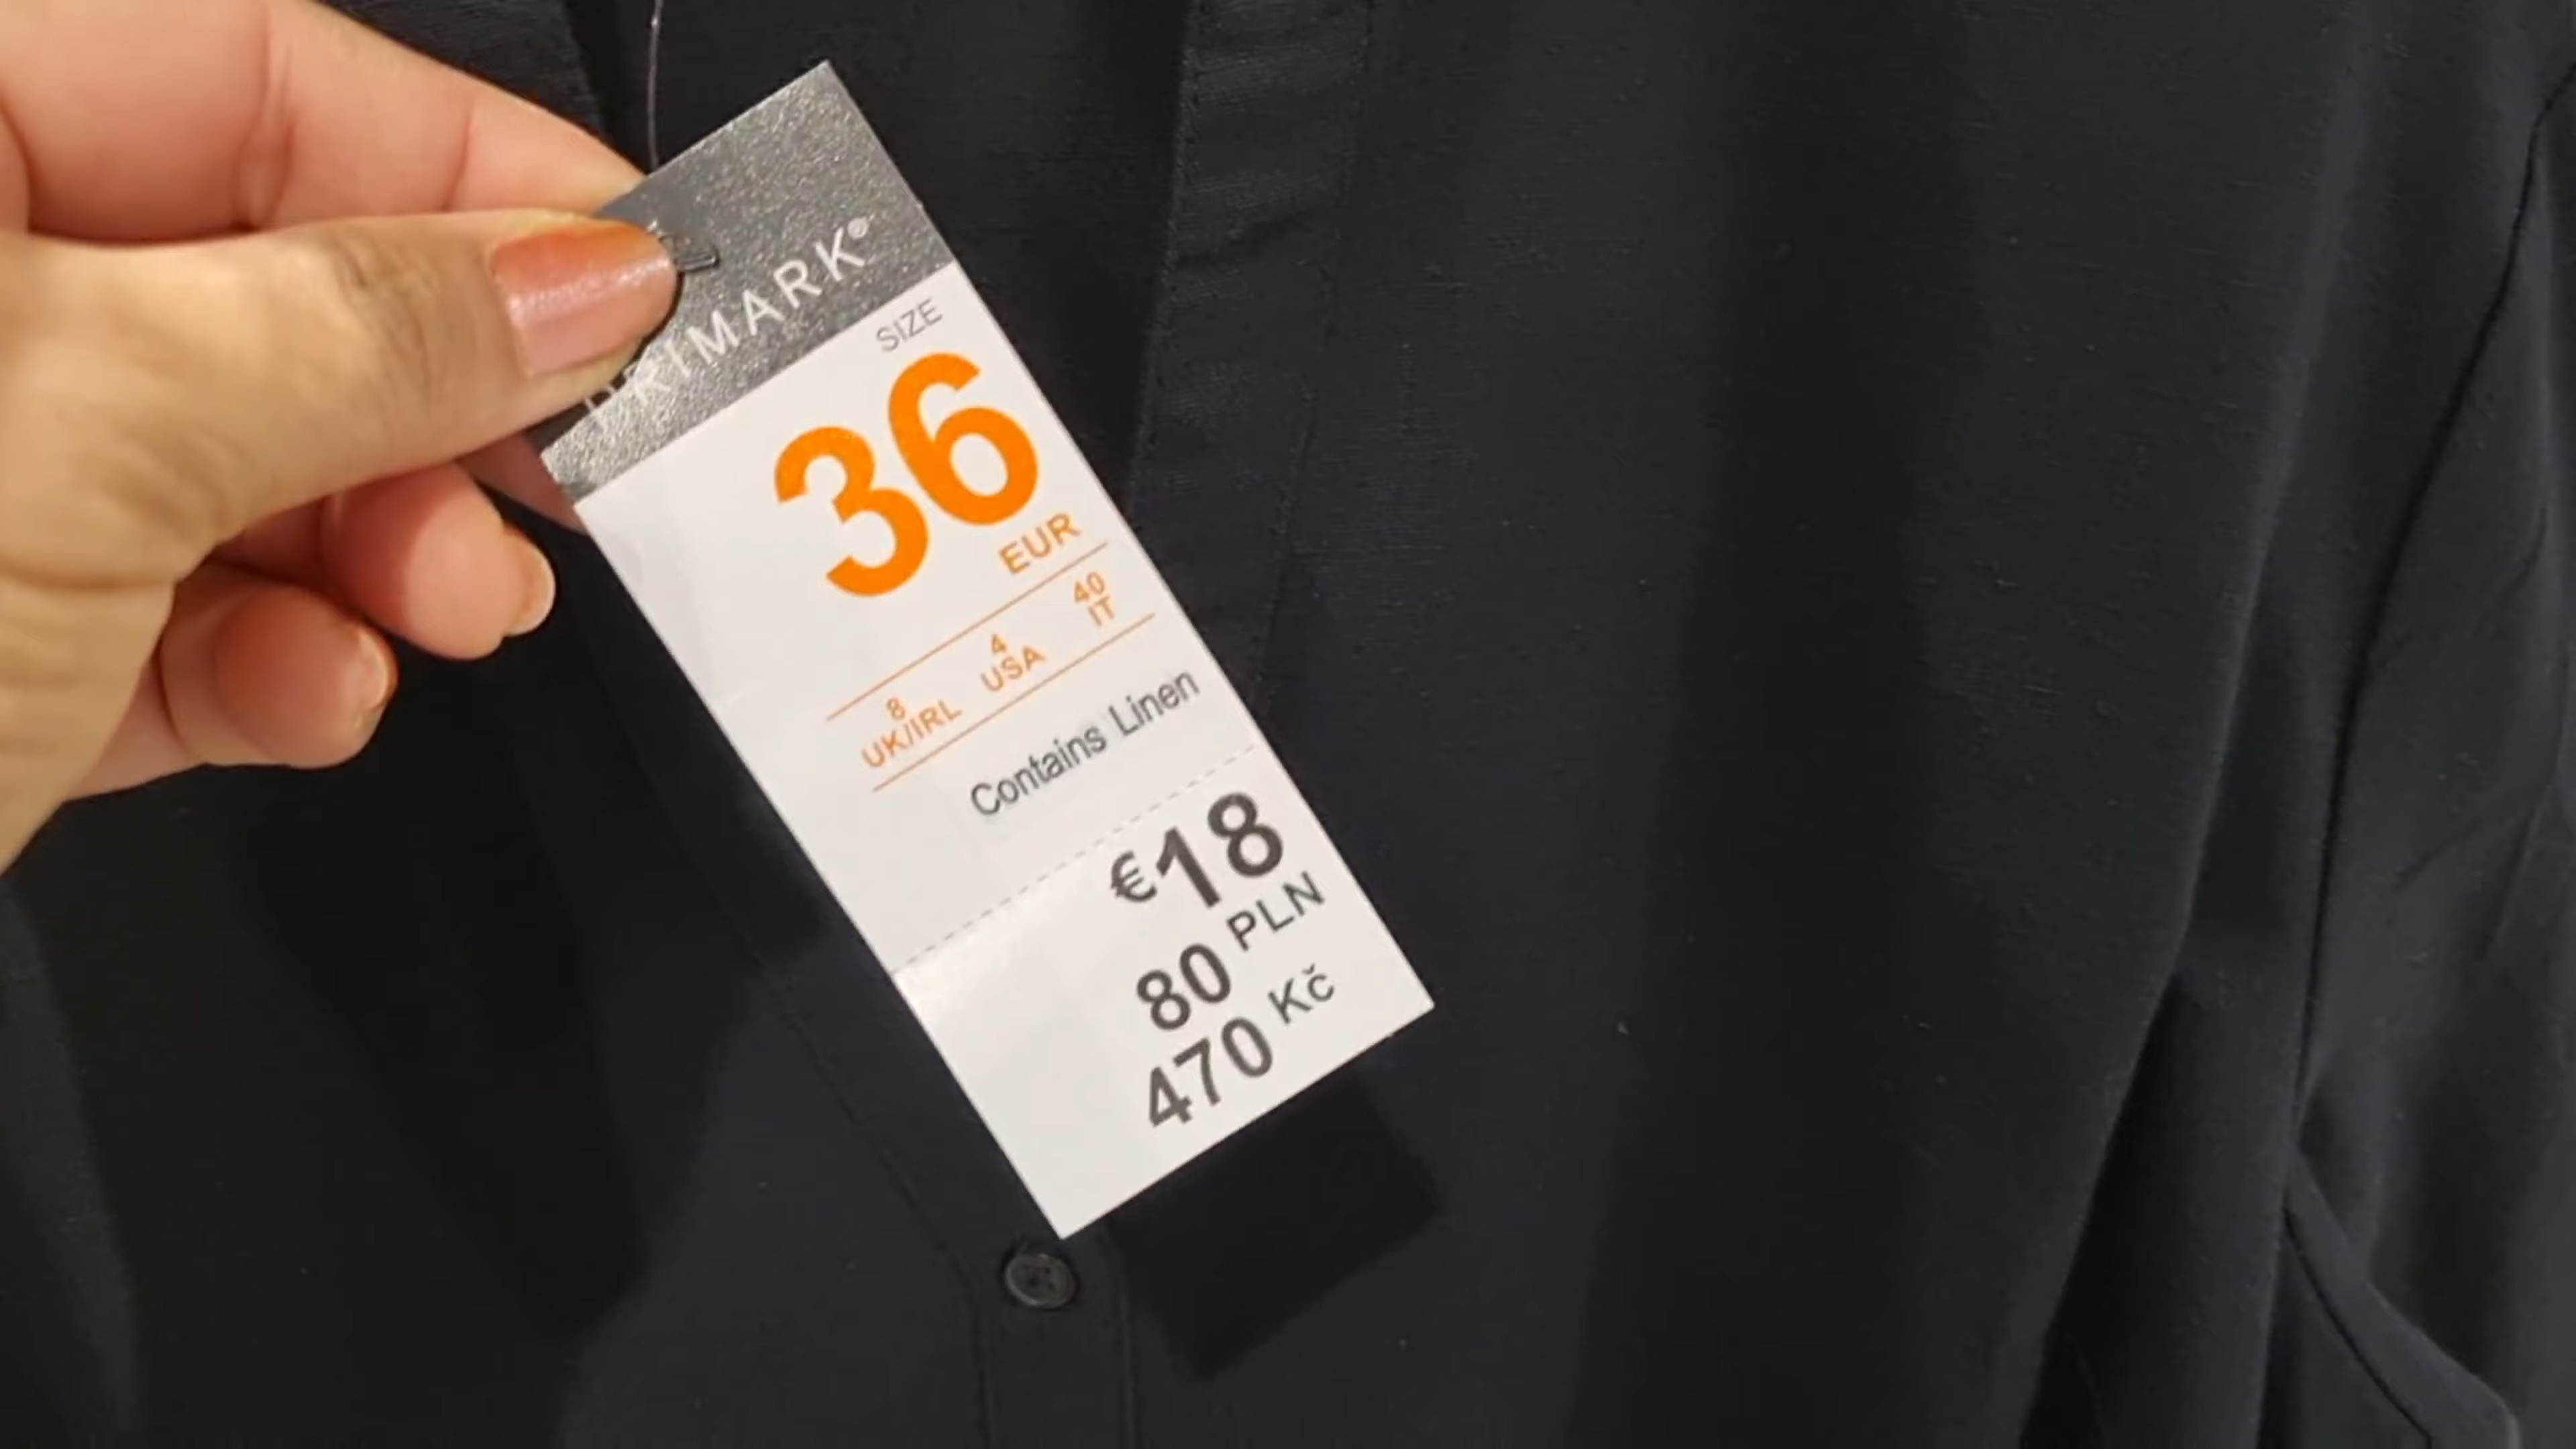 PRIMARK®
SIZE
36
EUR
8 4 40
UK/IRL USA IT
Contains Linen
€18
80 PLN
470 Kč